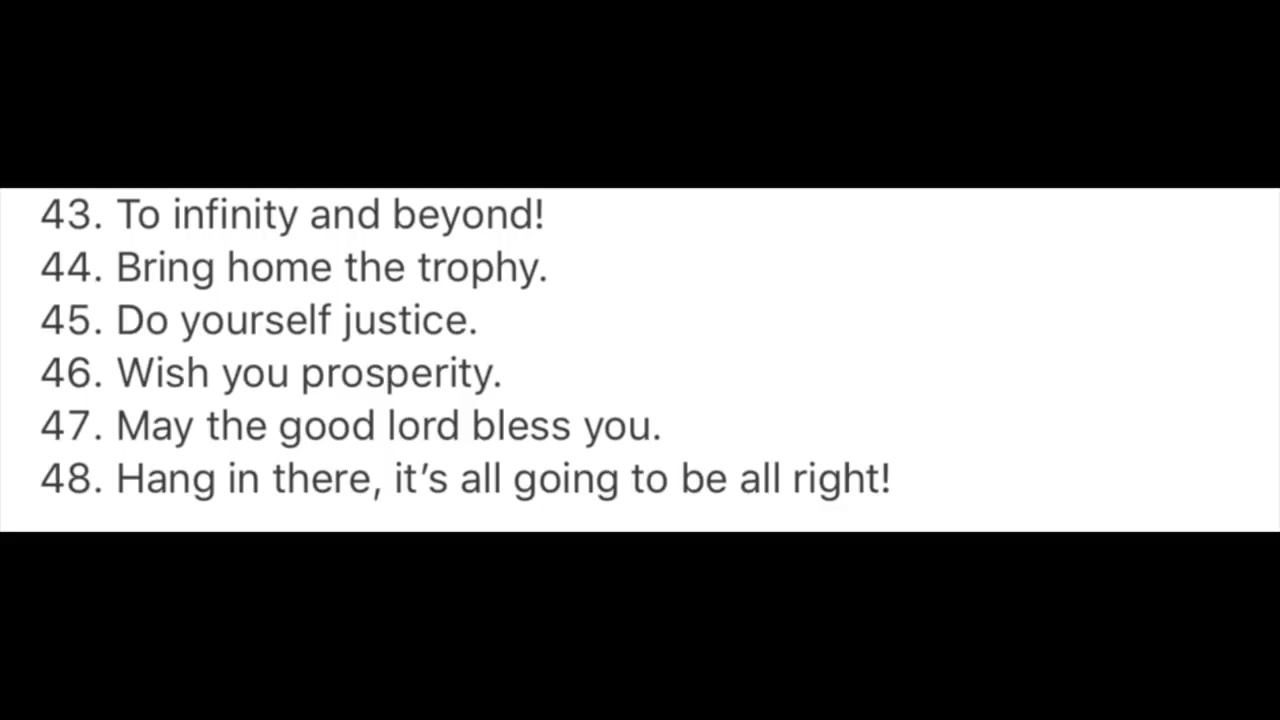 43. To infinity and beyond!
44. Bring home the trophy.
45. Do yourself justice.
46. Wish you prosperity.
47. May the good lord bless you.
48. Hang in there, it’s all going to be all right!